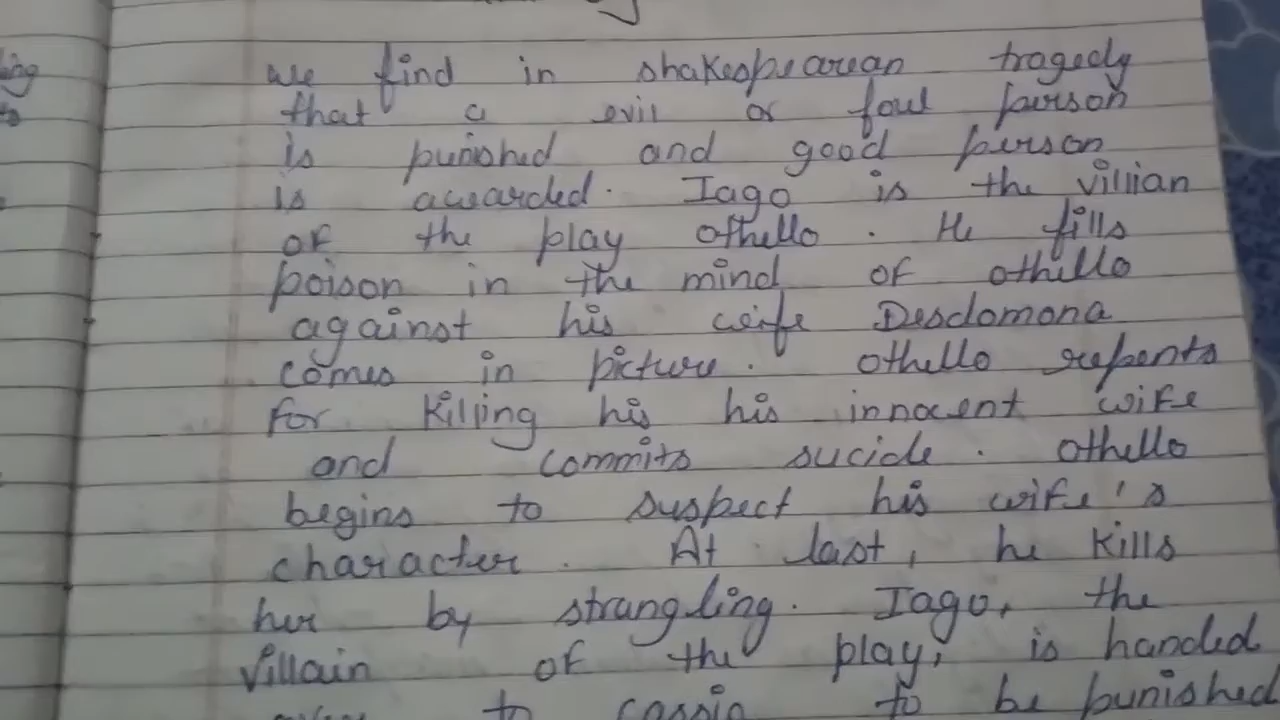 we find in shakespearean tragedy
that a evil or foul person
is punished and good person
is awarded. Iago is the villian
of the play Othello. He fills
poison in the mind of othello
against his wife Desdomona
comes in picture. Othello repents
for killing his his innocent wife
and commits sucide. Othello
begins to suspect his wife's
character. At last, he kills
her by strangling. Iago, the
villain of the play, is handed
to cassio to be punished